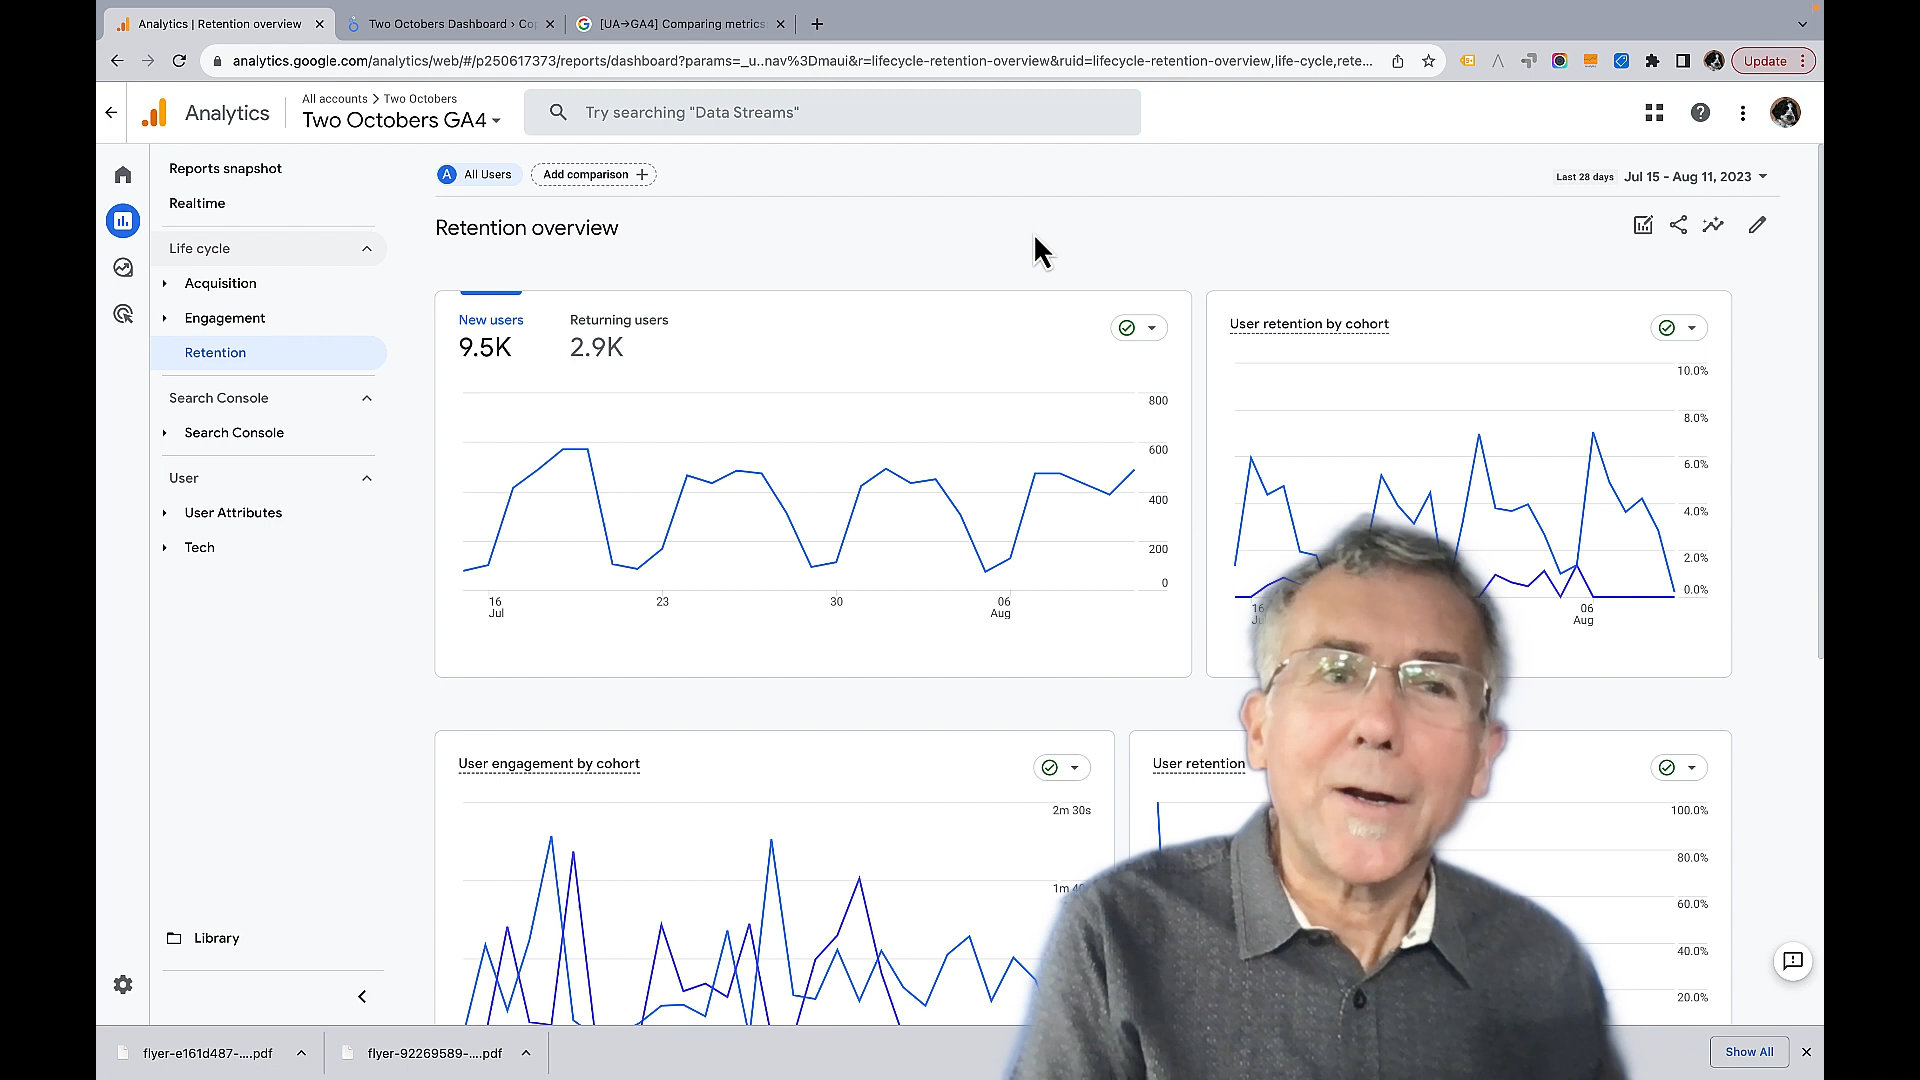 Analytics | Retention overview
Two Octobers Dashboard › Co
[UA→GA4] Comparing metrics
analytics.google.com/analytics/web/#/p250617373/reports/dashboard?params=_u..nav%3Dmaui&r=lifecycle-retention-overview&ruid=lifecycle-retention-overview,life-cycle,rete...
Update
Analytics
All accounts > Two Octobers
Two Octobers GA4
Try searching "Data Streams"
Reports snapshot
Realtime
Life cycle
Acquisition
Engagement
Retention
Search Console
Search Console
User
User Attributes
Tech
Library
A All Users
Add comparison +
Last 28 days Jul 15 - Aug 11, 2023
Retention overview
New users
9.5K
Returning users
2.9K
800
600
400
200
0
16
Jul
23
30
06
Aug
User retention by cohort
10.0%
8.0%
6.0%
4.0%
2.0%
0.0%
16
06
Aug
User engagement by cohort
2m 30s
User retention
100.0%
80.0%
60.0%
40.0%
20.0%
flyer-e161d487-....pdf
flyer-92269589-....pdf
Show All